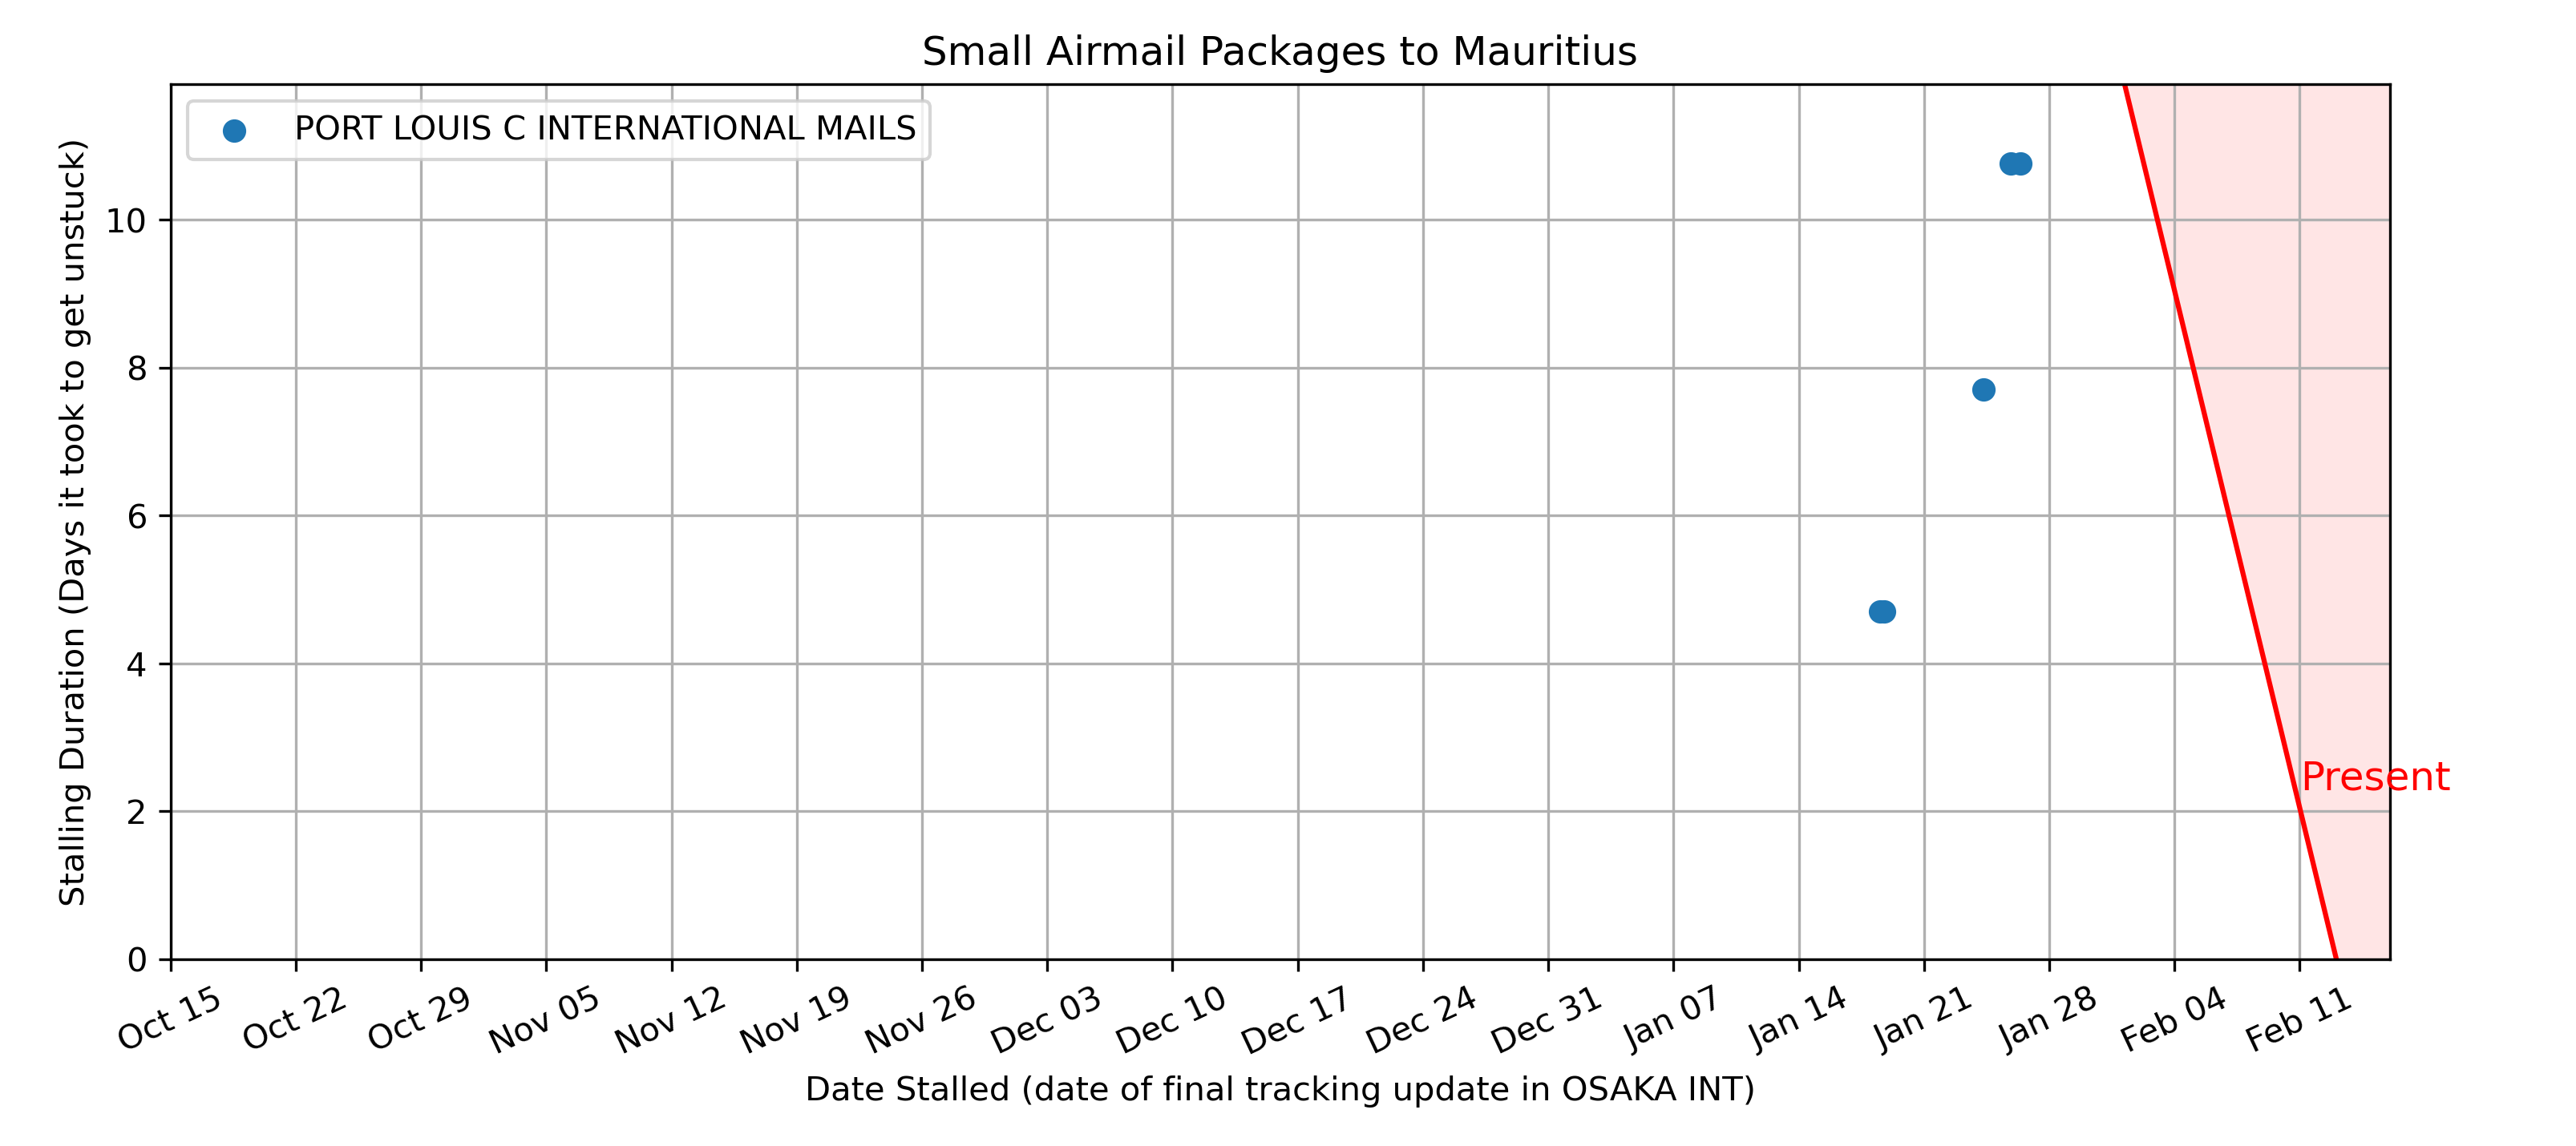 Small Airmail Packages to Mauritius
PORT LOUIS C INTERNATIONAL MAILS
Stalling Duration (Days it took to get unstuck)
10
8
6
4
2
0
Present
Oct 15
Oct 22
Oct 29
Nov 05
Nov 12
Nov 19
Nov 26
Dec 03
Dec 10
Dec 17
Dec 24
Dec 31
Jan 07
Jan 14
Jan 21
Jan 28
Feb 04
Feb 11
Date Stalled (date of final tracking update in OSAKA INT)